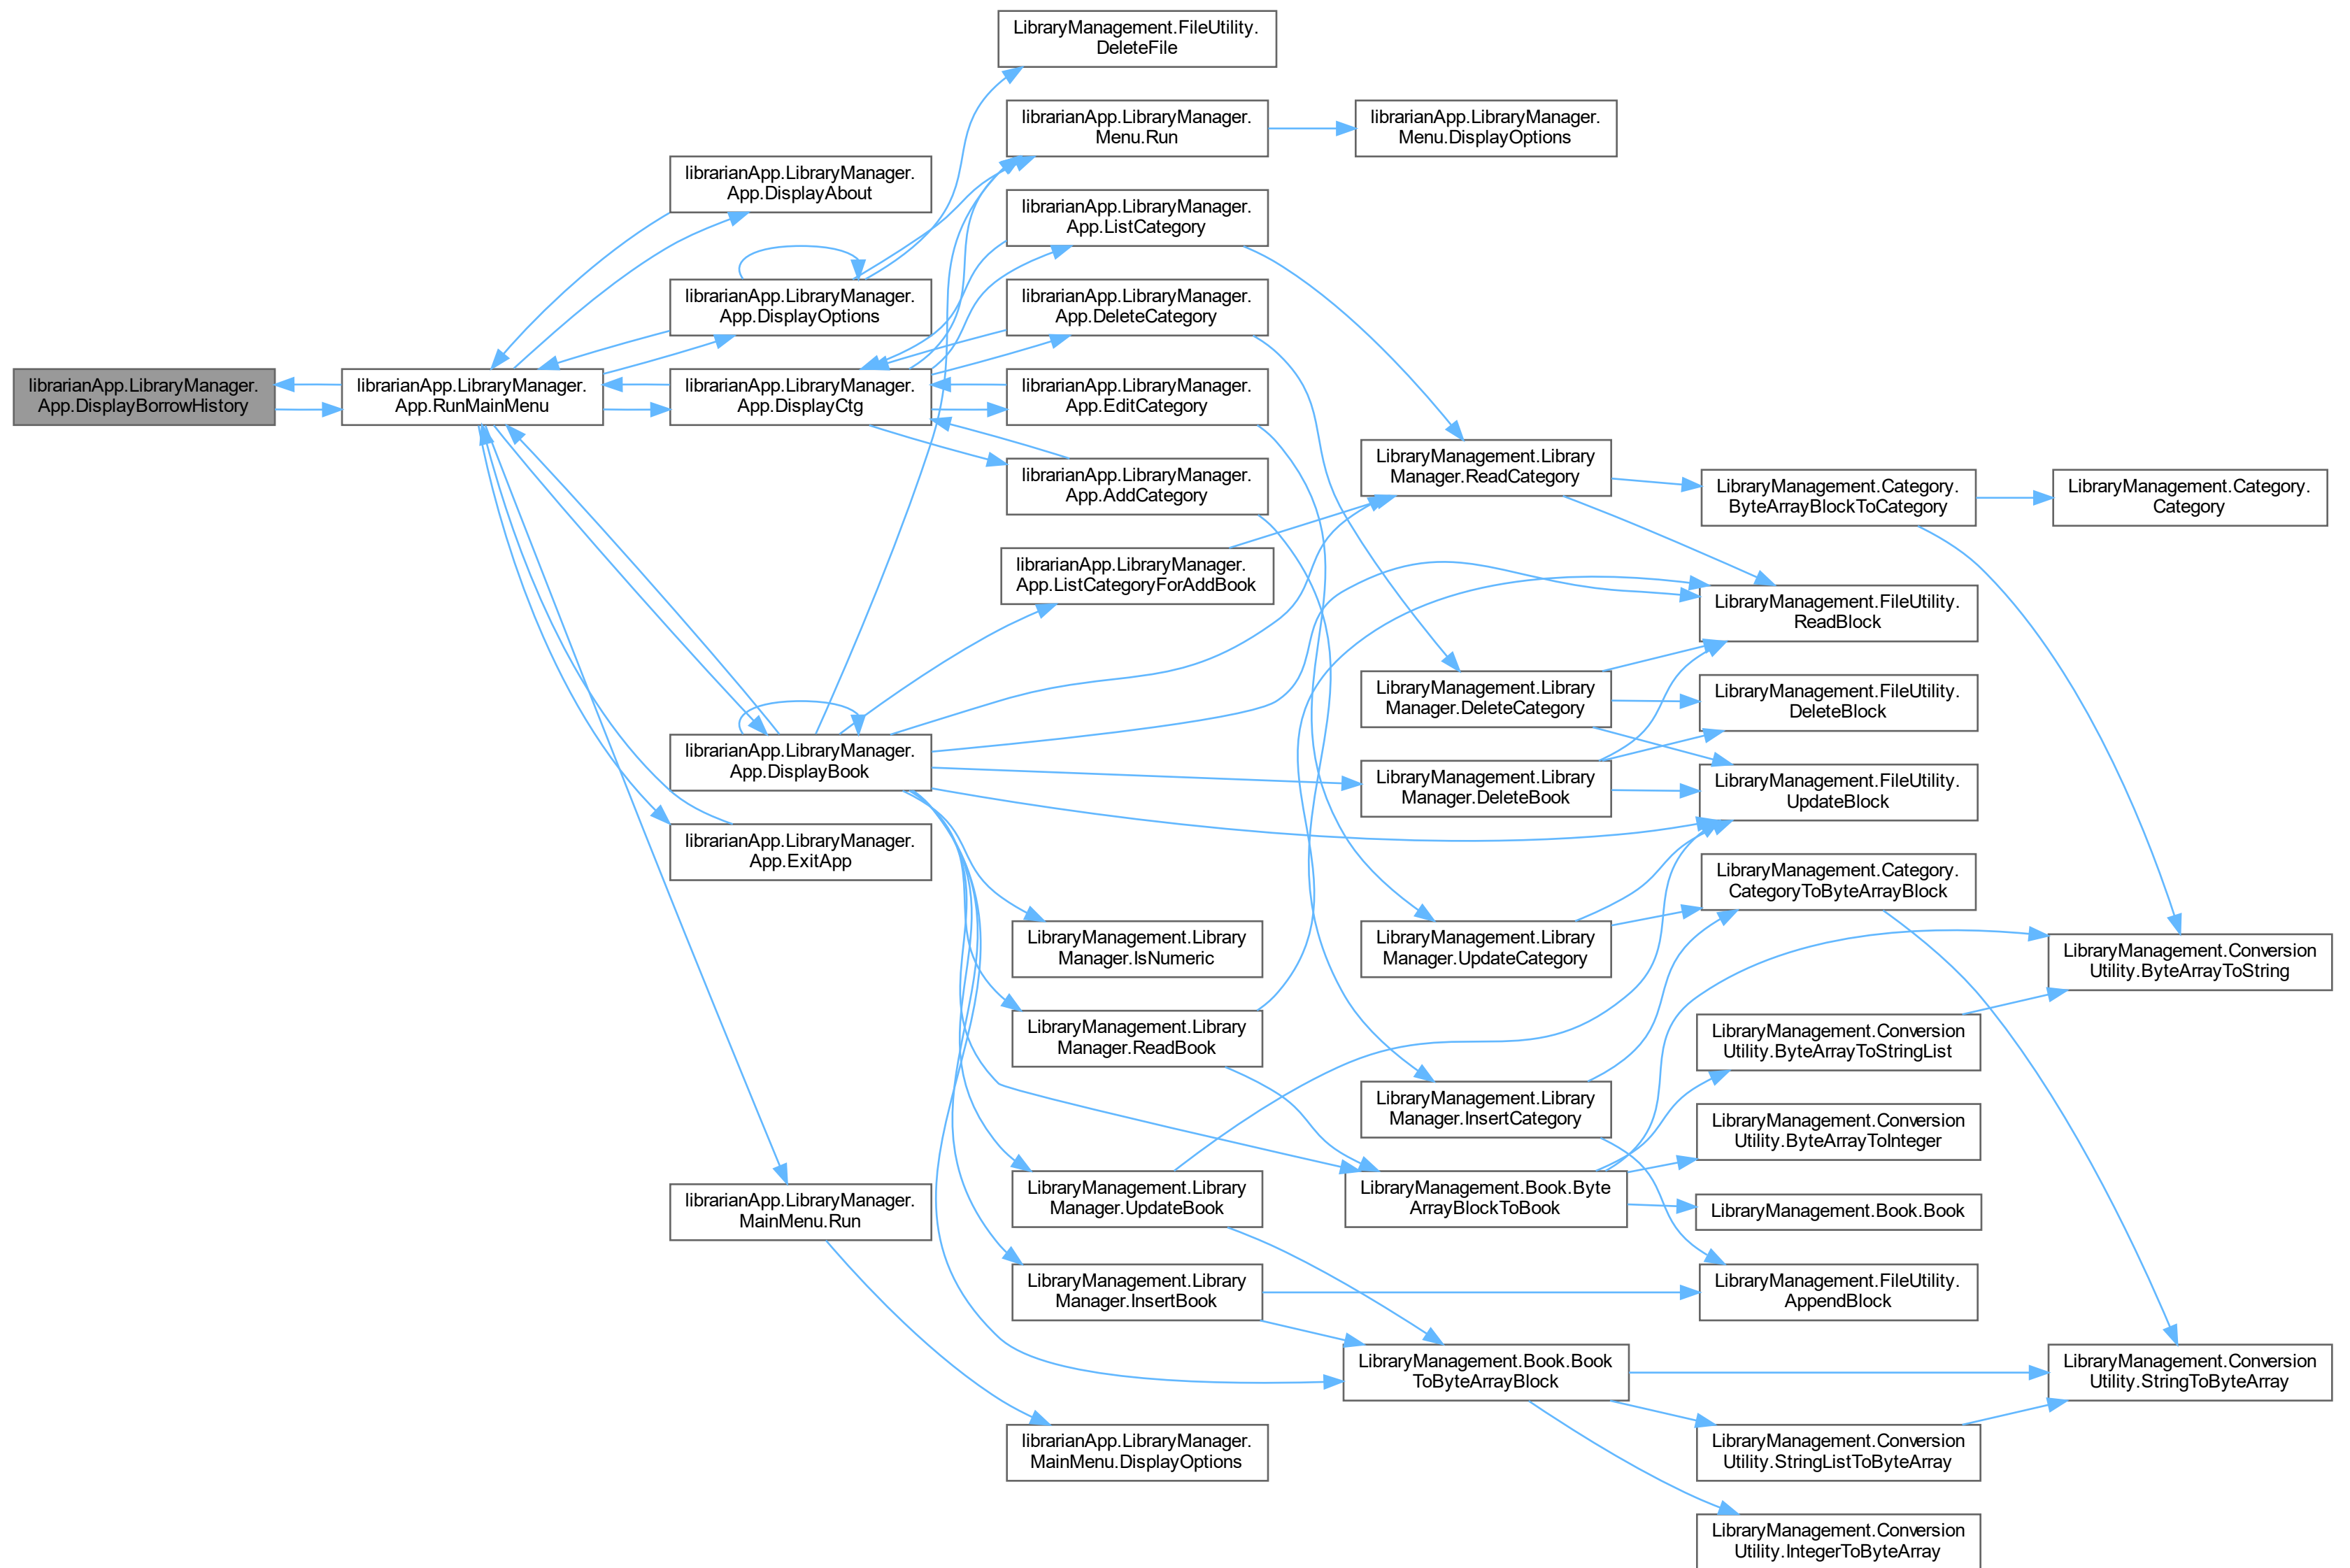 LibraryManagement.FileUtility.
DeleteFile
librarianApp.LibraryManager.
Menu.Run
librarianApp.LibraryManager.
Menu.DisplayOptions
librarianApp.LibraryManager.
App.DisplayAbout
librarianApp.LibraryManager.
App.ListCategory
librarianApp.LibraryManager.
App.DisplayOptions
librarianApp.LibraryManager.
App.DeleteCategory
librarianApp.LibraryManager.
App.DisplayBorrowHistory
librarianApp.LibraryManager.
App.RunMainMenu
librarianApp.LibraryManager.
App.DisplayCtg
librarianApp.LibraryManager.
App.EditCategory
LibraryManagement.Library
Manager.ReadCategory
librarianApp.LibraryManager.
App.AddCategory
LibraryManagement.Category.
ByteArrayBlockToCategory
LibraryManagement.Category.
Category
librarianApp.LibraryManager.
App.ListCategoryForAddBook
LibraryManagement.FileUtility.
ReadBlock
LibraryManagement.Library
Manager.DeleteCategory
LibraryManagement.FileUtility.
DeleteBlock
librarianApp.LibraryManager.
App.DisplayBook
LibraryManagement.Library
Manager.DeleteBook
LibraryManagement.FileUtility.
UpdateBlock
librarianApp.LibraryManager.
App.ExitApp
LibraryManagement.Category.
CategoryToByteArrayBlock
LibraryManagement.Library
Manager.IsNumeric
LibraryManagement.Library
Manager.UpdateCategory
LibraryManagement.Conversion
Utility.ByteArrayToString
LibraryManagement.Library
Manager.ReadBook
LibraryManagement.Conversion
Utility.ByteArrayToStringList
LibraryManagement.Library
Manager.InsertCategory
LibraryManagement.Conversion
Utility.ByteArrayToInteger
librarianApp.LibraryManager.
MainMenu.Run
LibraryManagement.Library
Manager.UpdateBook
LibraryManagement.Book.Byte
ArrayBlockToBook
LibraryManagement.Book.Book
LibraryManagement.Library
Manager.InsertBook
LibraryManagement.FileUtility.
AppendBlock
LibraryManagement.Book.Book
ToByteArrayBlock
LibraryManagement.Conversion
Utility.StringToByteArray
librarianApp.LibraryManager.
MainMenu.DisplayOptions
LibraryManagement.Conversion
Utility.StringListToByteArray
LibraryManagement.Conversion
Utility.IntegerToByteArray